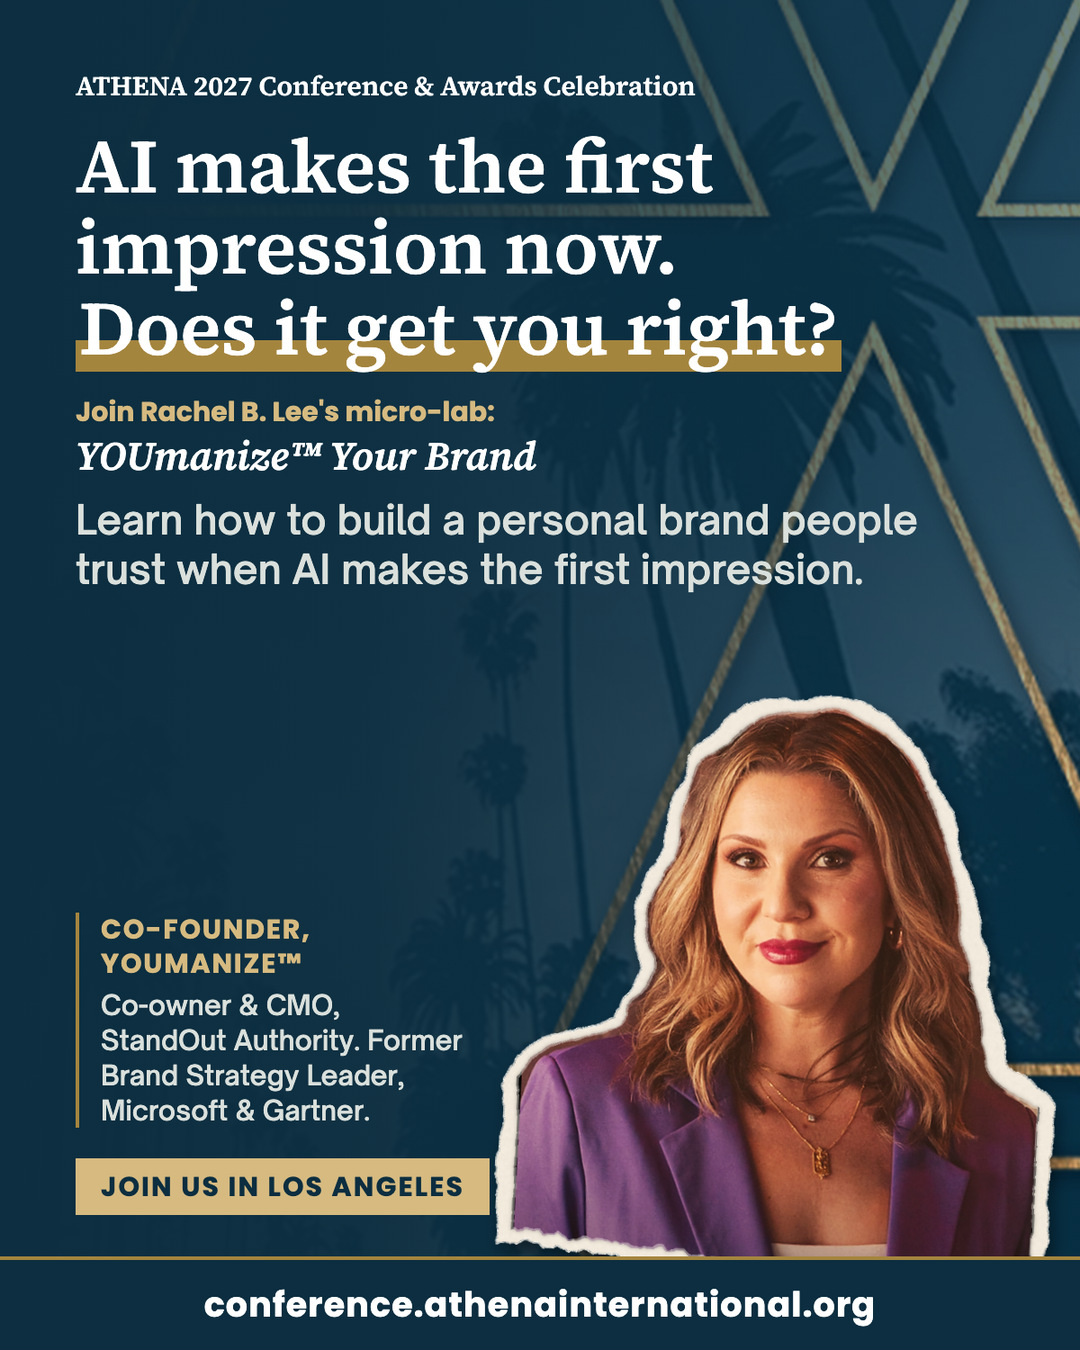 ATHENA 2027 Conference & Awards Celebration
AI makes the first
impression now.
Does it get you right?
Join Rachel B. Lee's micro-lab:
YOUmanize™ Your Brand
Learn how to build a personal brand people
trust when AI makes the first impression.
CO-FOUNDER,
YOUMANIZE™
Co-owner & CMO,
StandOut Authority. Former
Brand Strategy Leader,
Microsoft & Gartner.
JOIN US IN LOS ANGELES
conference.athenainternational.org